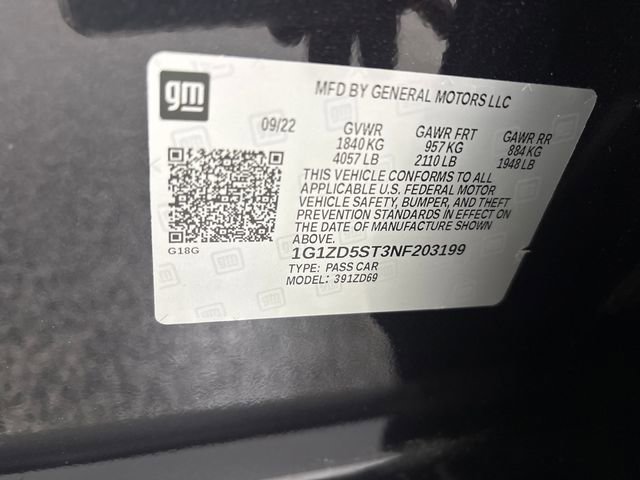 gm
MFD BY GENERAL MOTORS LLC
09/22 GVWR GAWR FRT GAWR RR
1840 KG 957 KG 884 KG
4057 LB 2110 LB 1948 LB
THIS VEHICLE CONFORMS TO ALL
APPLICABLE U.S. FEDERAL MOTOR
VEHICLE SAFETY, BUMPER, AND THEFT
PREVENTION STANDARDS IN EFFECT ON
THE DATE OF MANUFACTURE SHOWN
ABOVE.
G18G
1G1ZD5ST3NF203199
TYPE: PASS CAR
MODEL: 391ZD69